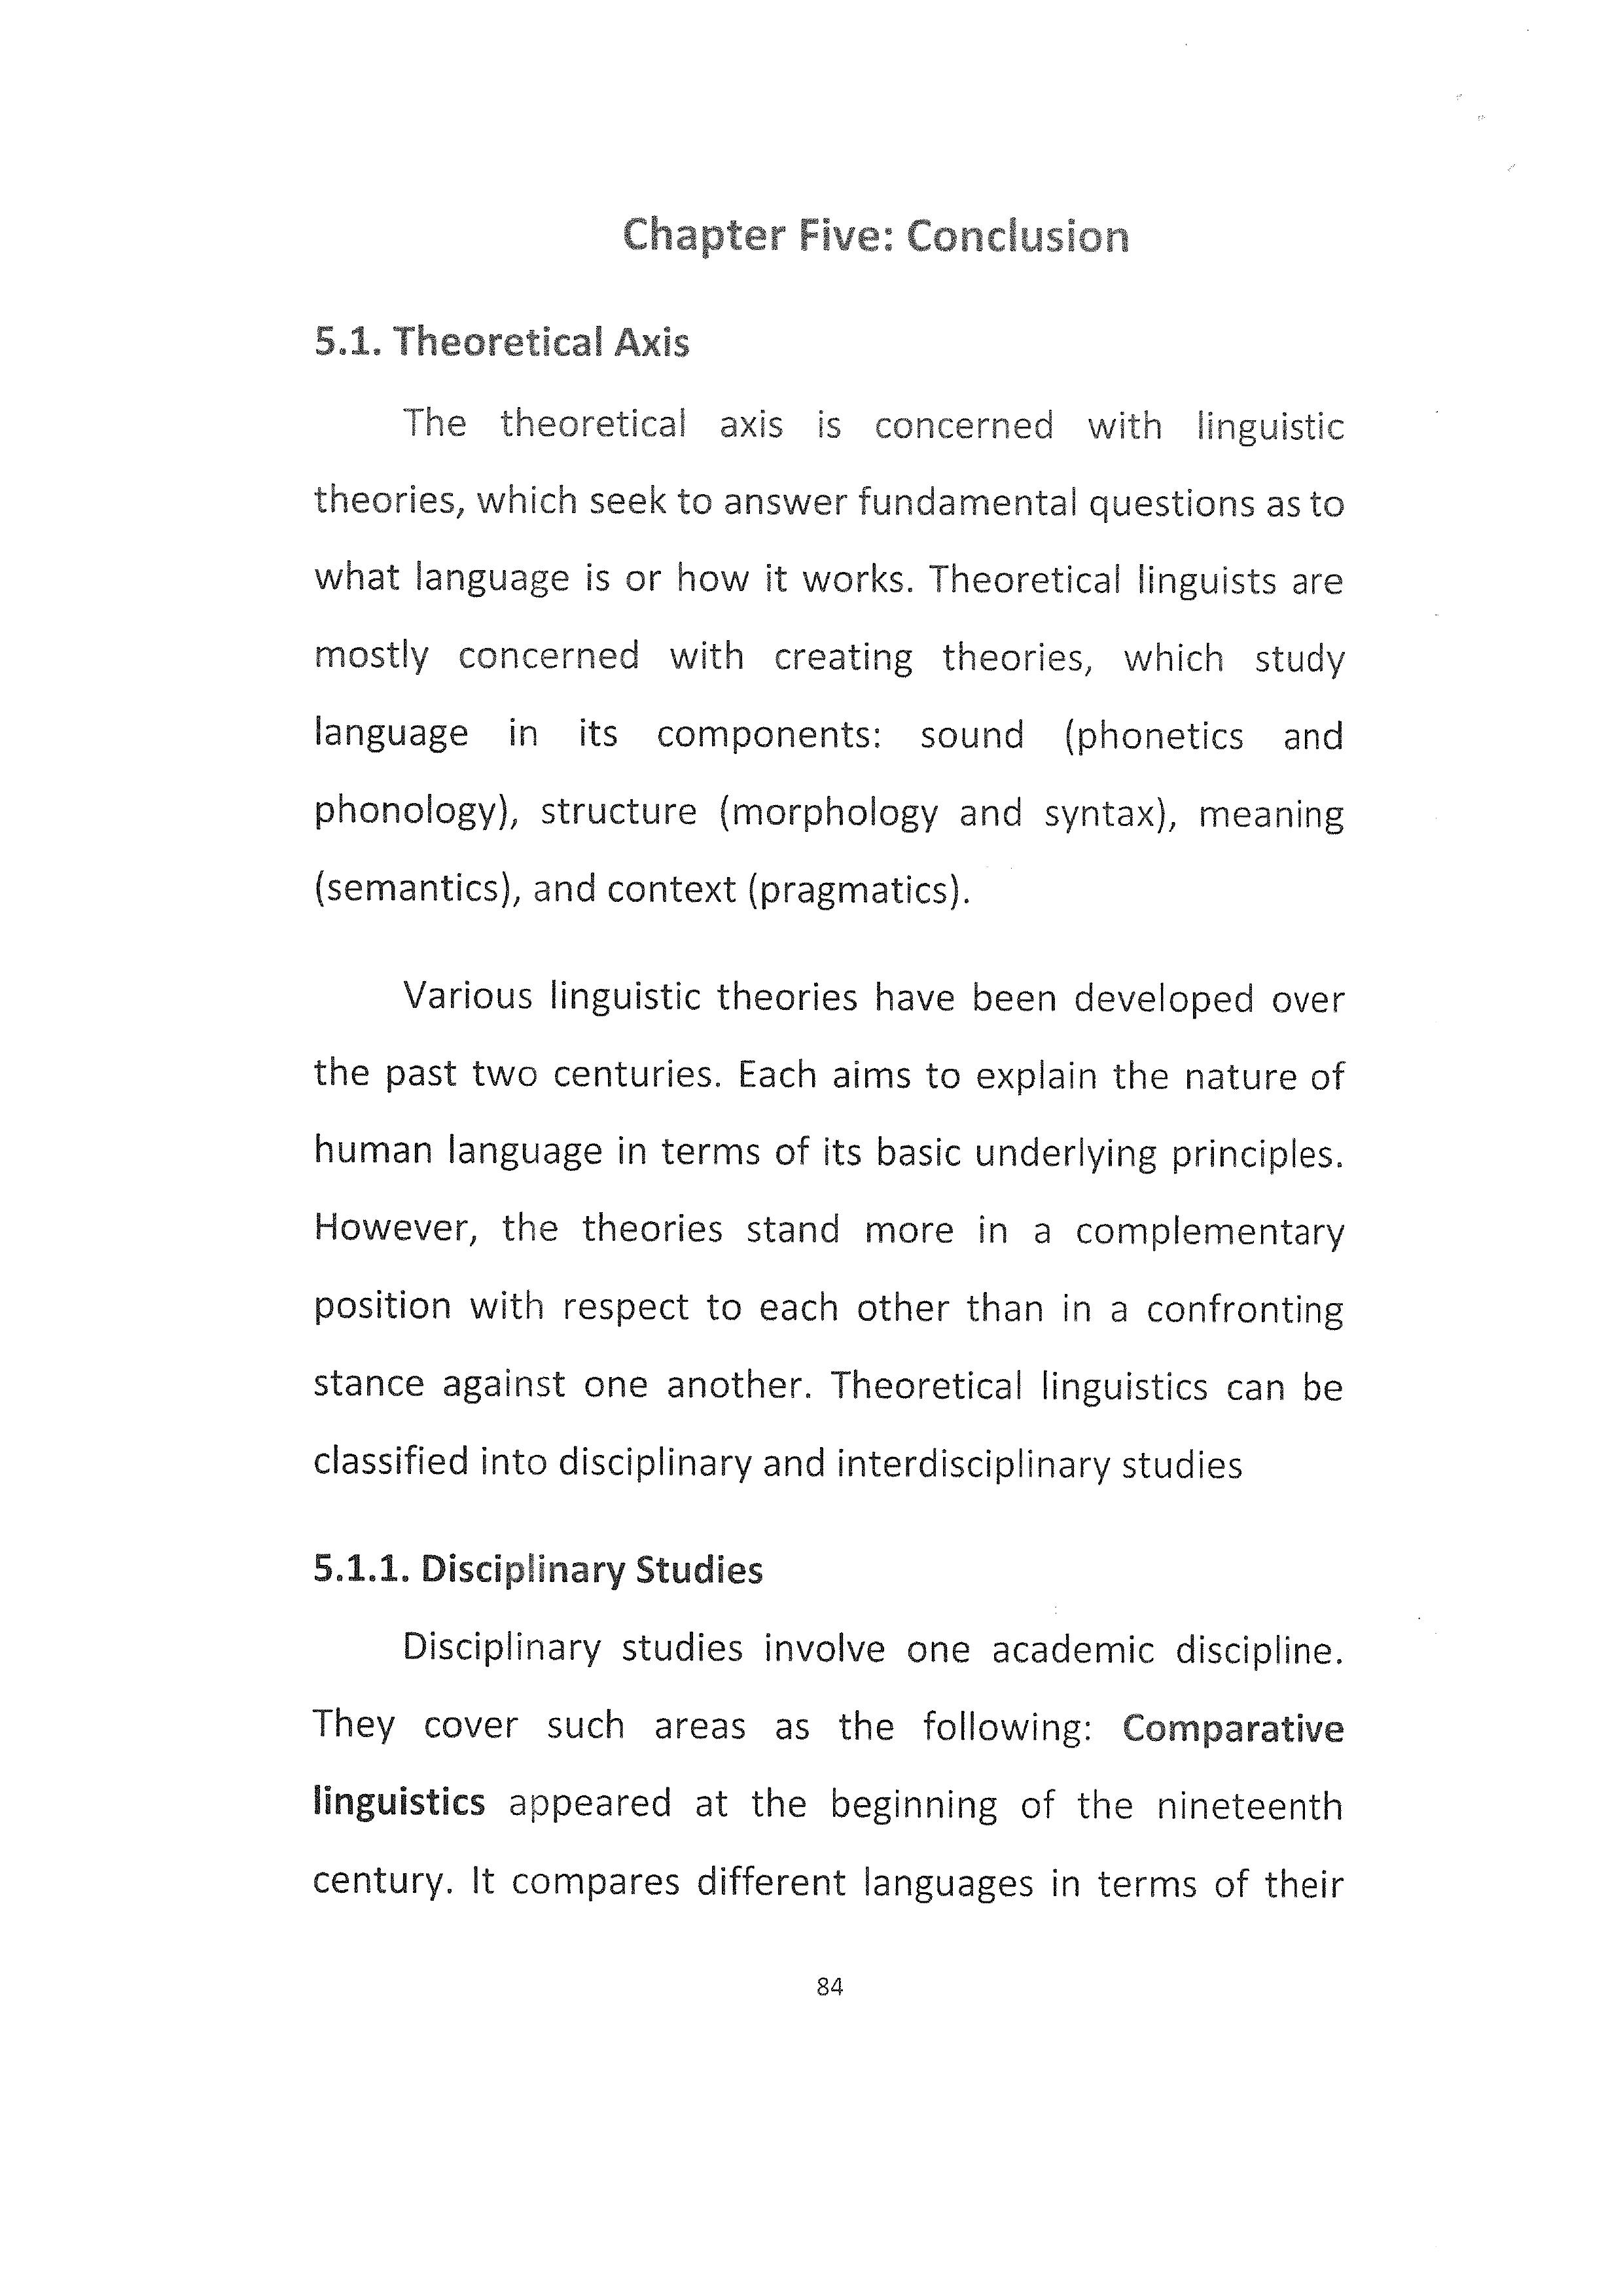 Chapter Five: Conclusion
5.1. Theoretical Axis
The theoretical axis is concerned with linguistic
theories, which seek to answer fundamental questions as to
what language is or how it works. Theoretical linguists are
mostly concerned with creating theories, which study
language in its components: sound (phonetics and
phonology), structure (morphology and syntax), meaning
(semantics), and context (pragmatics).
Various linguistic theories have been developed over
the past two centuries. Each aims to explain the nature of
human language in terms of its basic underlying principles.
However, the theories stand more in a complementary
position with respect to each other than in a confronting
stance against one another. Theoretical linguistics can be
classified into disciplinary and interdisciplinary studies
5.1.1. Disciplinary Studies
Disciplinary studies involve one academic discipline.
They cover such areas as the following: Comparative
linguistics appeared at the beginning of the nineteenth
century. It compares different languages in terms of their
84